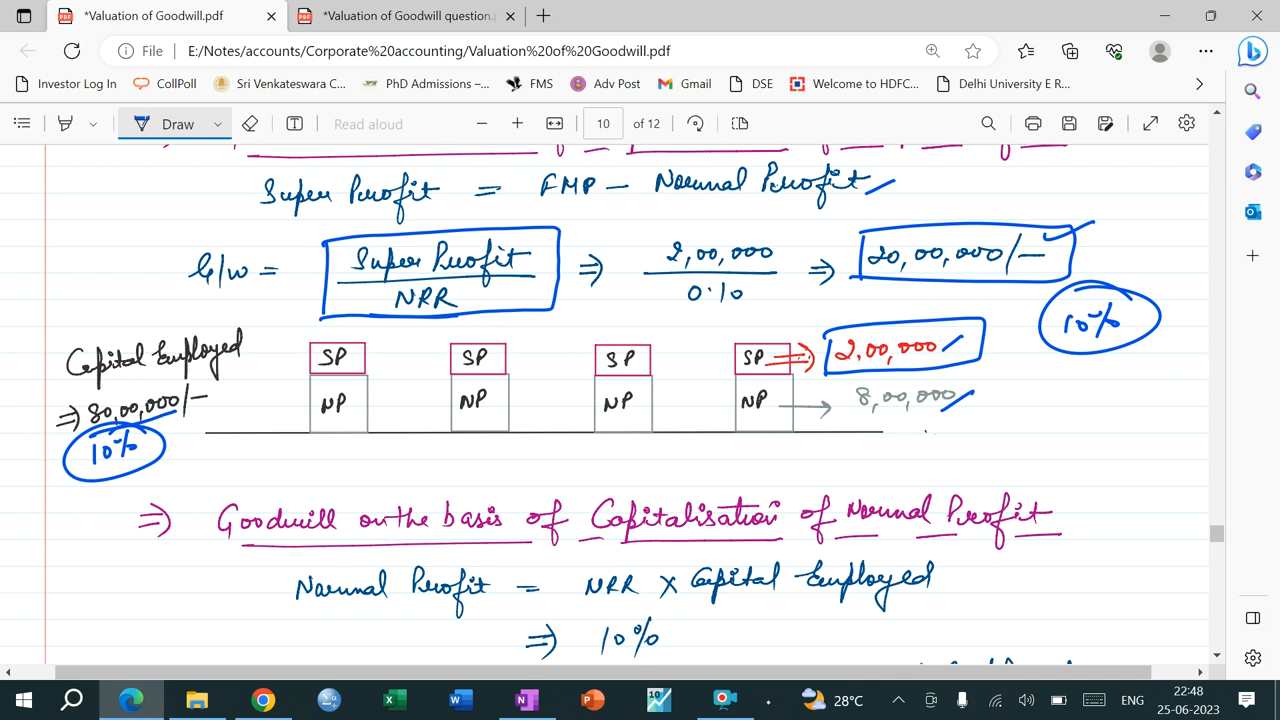 *Valuation of Goodwill.pdf
*Valuation of Goodwill question.
File
E:/Notes/accounts/Corporate%20accounting/Valuation%20of%20Goodwill.pdf
Investor Log In
CollPoll
Sri Venkateswara C...
PhD Admissions –...
FMS
Adv Post
Gmail
DSE
Welcome to HDFC...
Delhi University E R...
Draw
Read aloud
10
of 12
Super Profit = FMP – Normal Profit
G/W = Super Profit / NRR ⇒ 2,00,000 / 0.10 ⇒ 20,00,000/–
10%
Capital Employed
⇒ 80,00,000/–
10%
SP SP SP SP ⇒ 2,00,000
NP NP NP NP → 8,00,000
⇒ Goodwill on the basis of Capitalisation of Normal Profit
Normal Profit = NRR × Capital Employed
⇒ 10%
28°C
ENG
22:48
25-06-2023